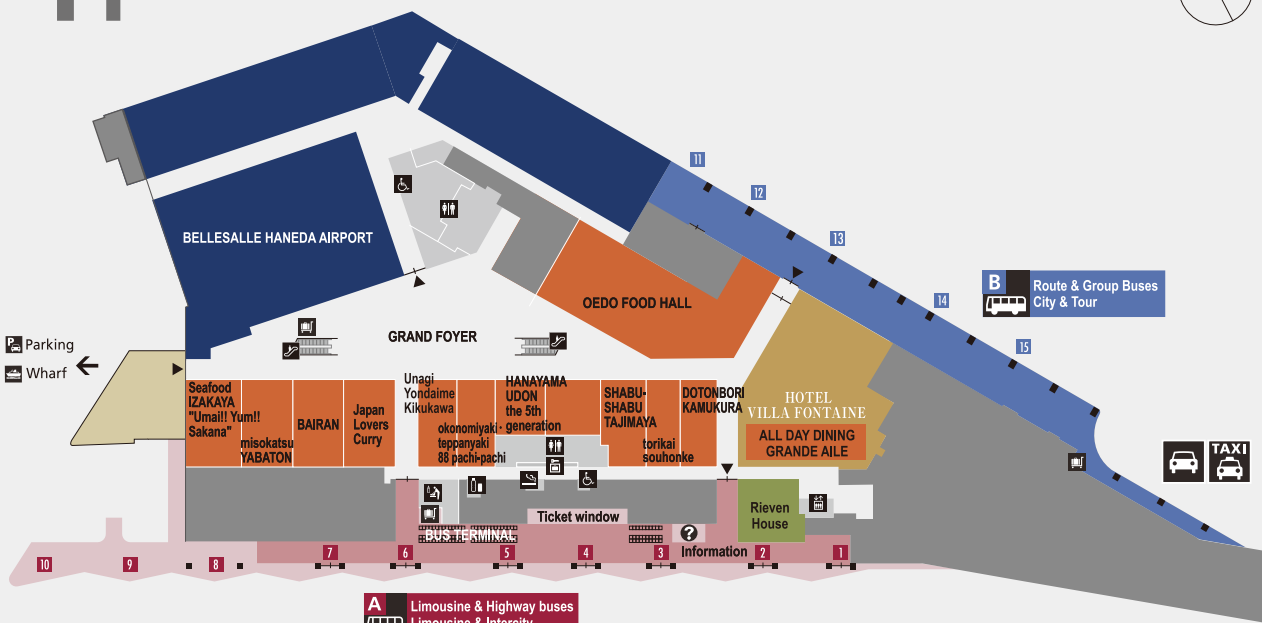 11
12
13
14
15
B
Route & Group Buses
City & Tour
BELLESALLE HANEDA AIRPORT
OEDO FOOD HALL
GRAND FOYER
P
Parking
Wharf
Seafood
IZAKAYA
"Umai!! Yum!!
Sakana"
misokatsu
YABATON
BAIRAN
Japan
Lovers
Curry
Unagi
Yondaime
Kikukawa
okonomiyaki·
teppanyaki
88 pachi-pachi
HANAYAMA
UDON
the 5th
generation
SHABU-
SHABU
TAJIMAYA
torikai
souhonke
DOTONBORI
KAMUKURA
HOTEL
VILLA FONTAINE
ALL DAY DINING
GRANDE AILE
TAXI
Rieven
House
Ticket window
BUS TERMINAL
?
Information
10
9
8
7
6
5
4
3
2
1
A
Limousine & Highway buses
Limousine & Intercity